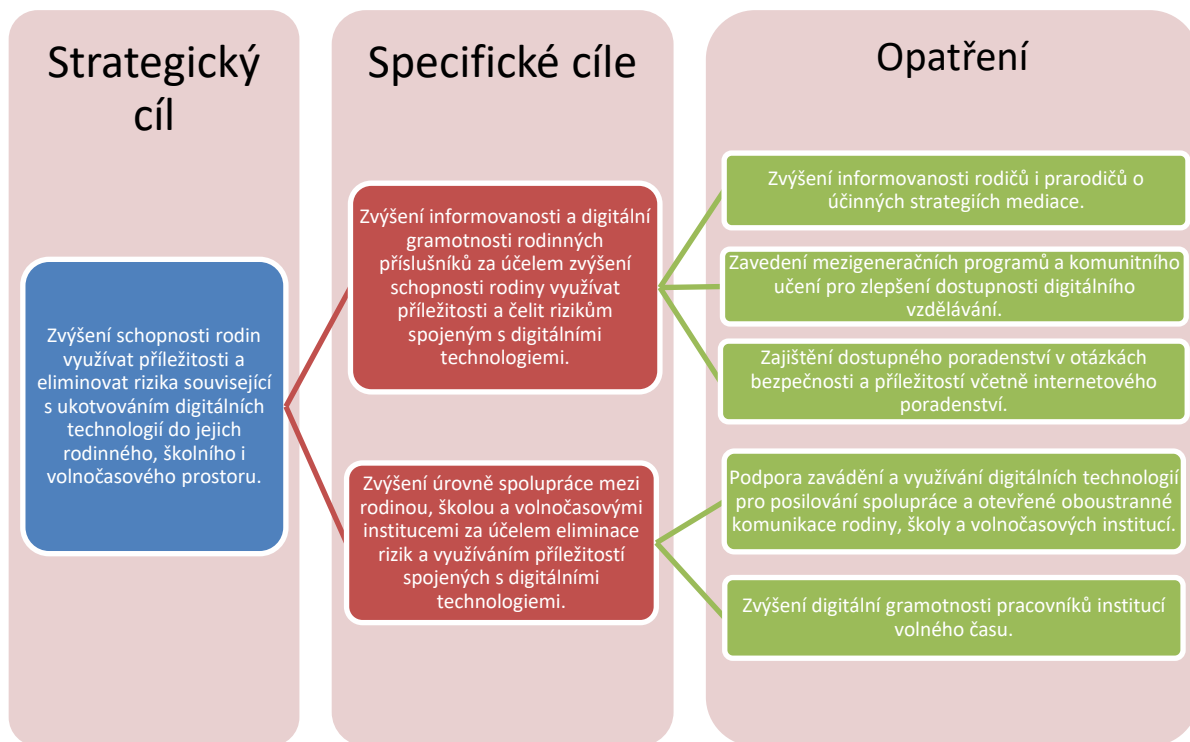 Strategický
cíl
Zvýšení schopnosti rodin
využívat příležitosti a
eliminovat rizika související
s ukotvováním digitálních
technologií do jejich
rodinného, školního i
volnočasového prostoru.
Specifické cíle
Zvýšení informovanosti a digitální
gramotnosti rodinných
příslušníků za účelem zvýšení
schopnosti rodiny využívat
příležitosti a čelit rizikům
spojeným s digitálními
technologiemi.
Zvýšení úrovně spolupráce mezi
rodinou, školou a volnočasovými
institucemi za účelem eliminace
rizik a využíváním příležitostí
spojených s digitálními
technologiemi.
Opatření
Zvýšení informovanosti rodičů i prarodičů o
účinných strategiích mediace.
Zavedení mezigeneračních programů a komunitního
učení pro zlepšení dostupnosti digitálního
vzdělávání.
Zajištění dostupného poradenství v otázkách
bezpečnosti a příležitostí včetně internetového
poradenství.
Podpora zavádění a využívání digitálních technologií
pro posilování spolupráce a otevřené oboustranné
komunikace rodiny, školy a volnočasových institucí.
Zvýšení digitální gramotnosti pracovníků institucí
volného času.